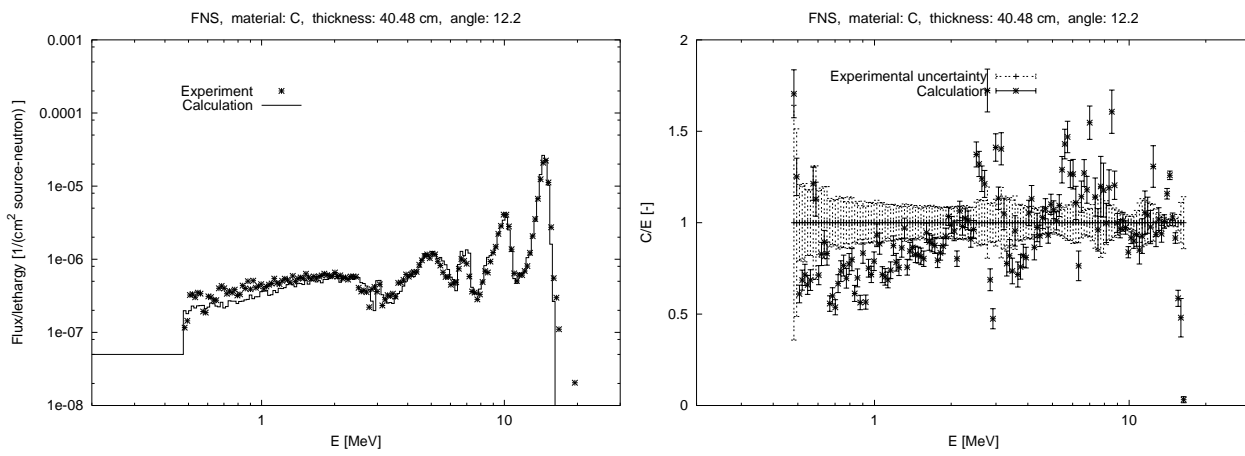 FNS, material: C, thickness: 40.48 cm, angle: 12.2
0.001
0.0001
1e-05
1e-06
1e-07
1e-08
Flux/lethargy [1/(cm² source-neutron) ]
Experiment
Calculation
1
10
E [MeV]
FNS, material: C, thickness: 40.48 cm, angle: 12.2
2
1.5
1
0.5
0
C/E [-]
Experimental uncertainty
Calculation
1
10
E [MeV]